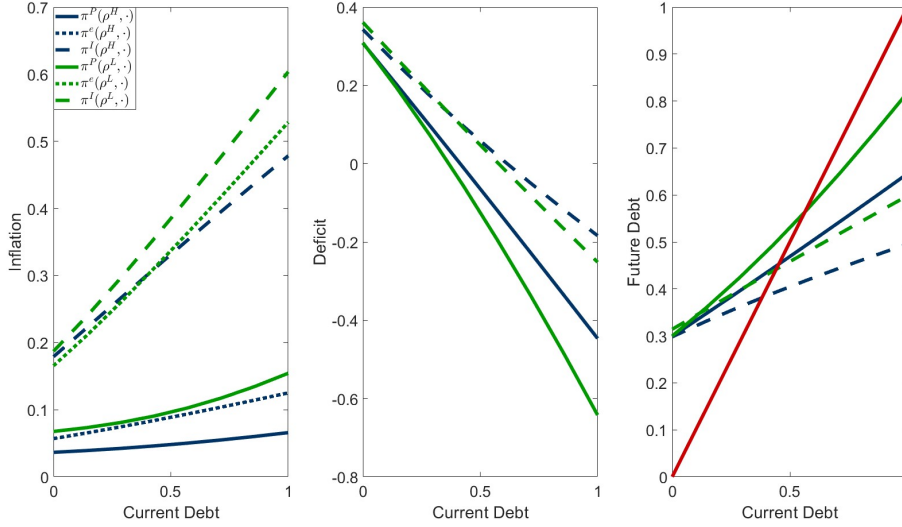 0.7
0.6
0.5
0.4
0.3
0.2
0.1
0
Inflation
π^P(ρ^H,·)
π^e(ρ^H,·)
π^I(ρ^H,·)
π^P(ρ^L,·)
π^e(ρ^L,·)
π^I(ρ^L,·)
0 0.5 1
Current Debt
0.4
0.2
0
-0.2
-0.4
-0.6
-0.8
Deficit
0 0.5 1
Current Debt
1
0.9
0.8
0.7
0.6
0.5
0.4
0.3
0.2
0.1
0
Future Debt
0 0.5
Current Debt